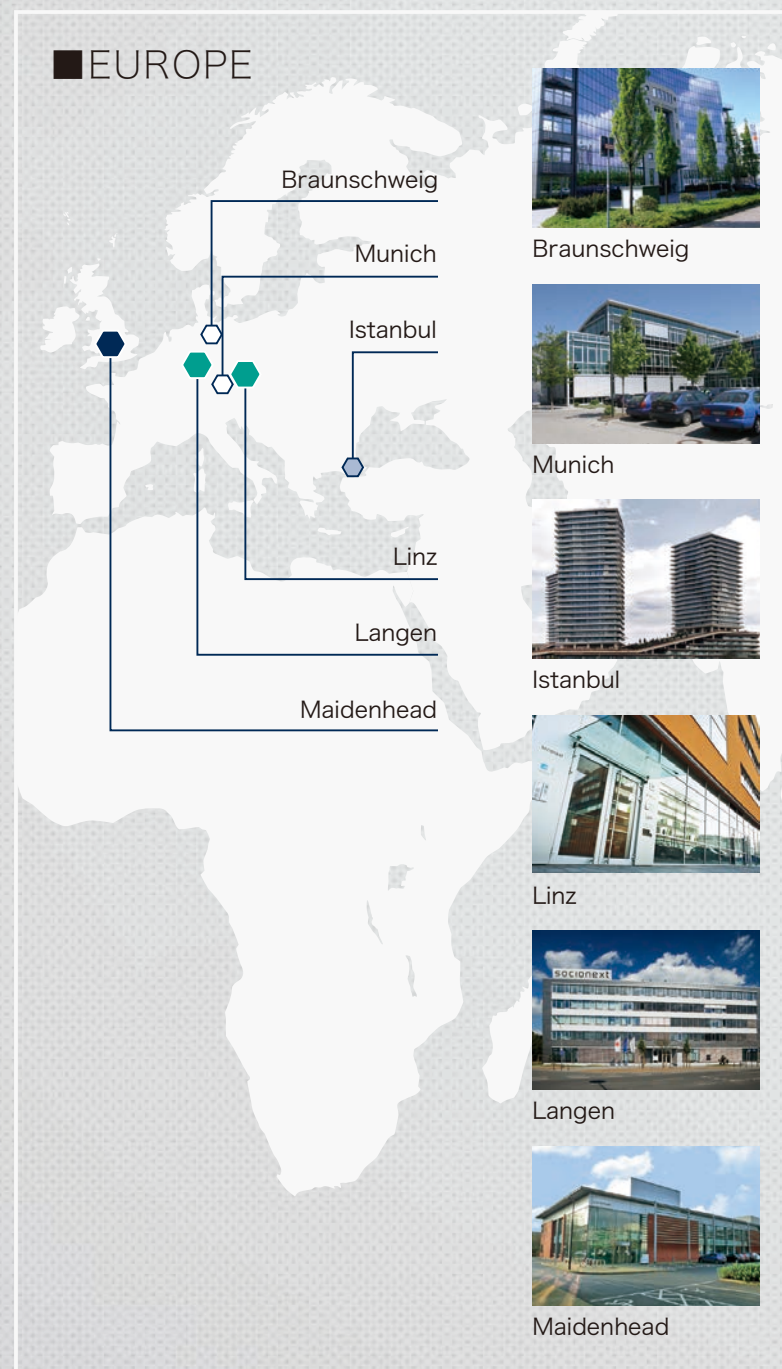 ■EUROPE
Braunschweig
Munich
Istanbul
Linz
Langen
Maidenhead
Braunschweig
Munich
Istanbul
Linz
socionext
Langen
Maidenhead